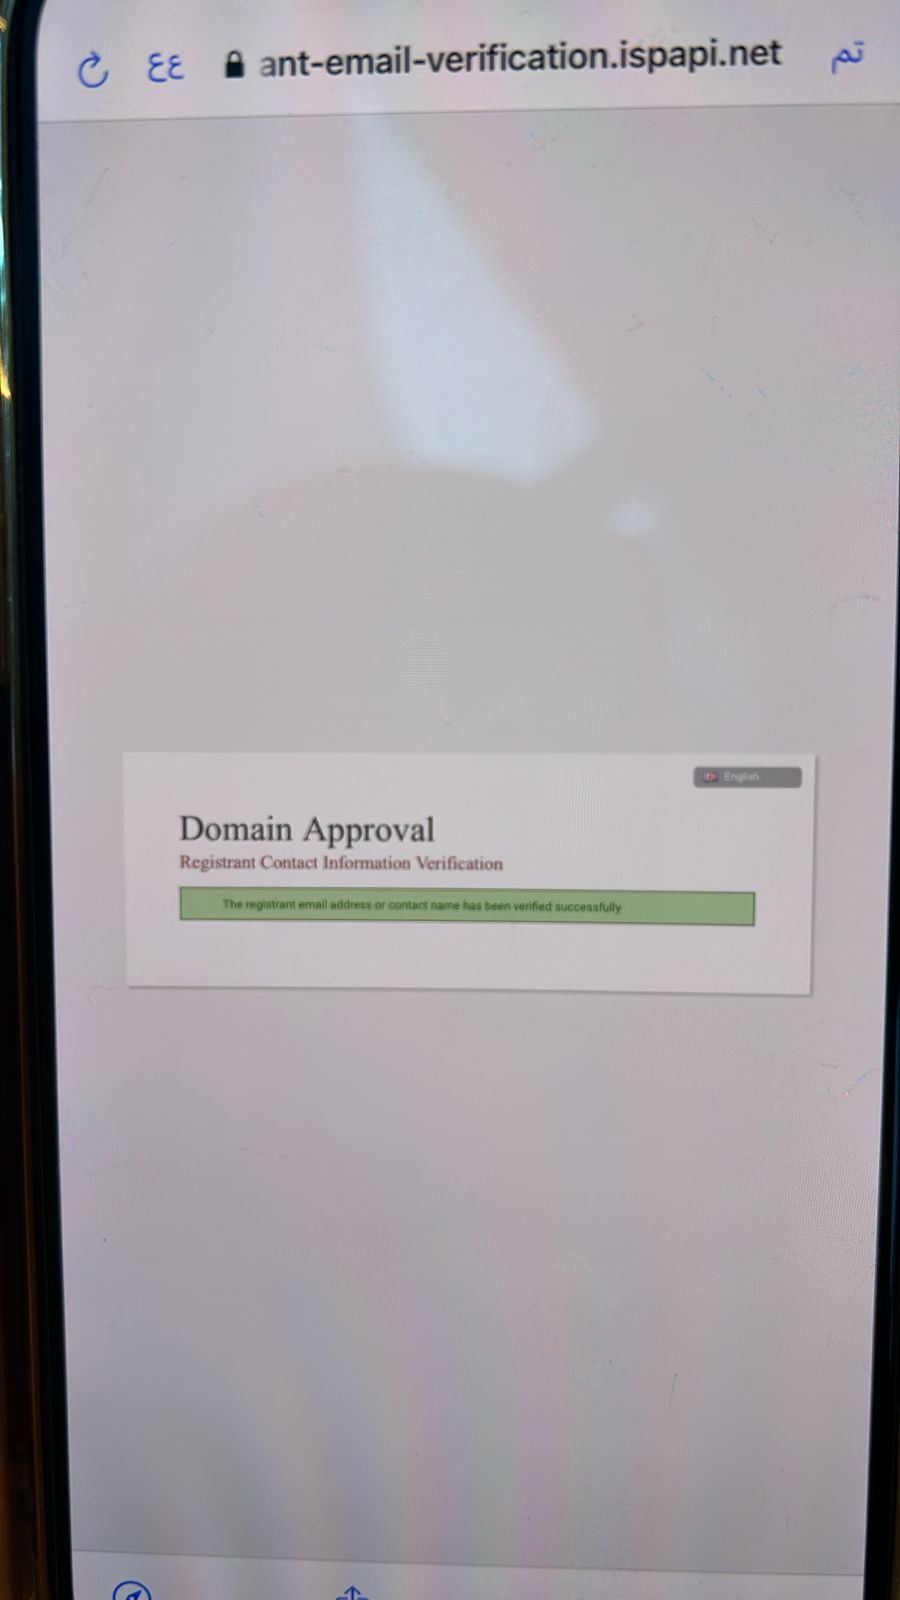 عع ant-email-verification.ispapi.net تم
English
Domain Approval
Registrant Contact Information Verification
The registrant email address or contact name has been verified successfully